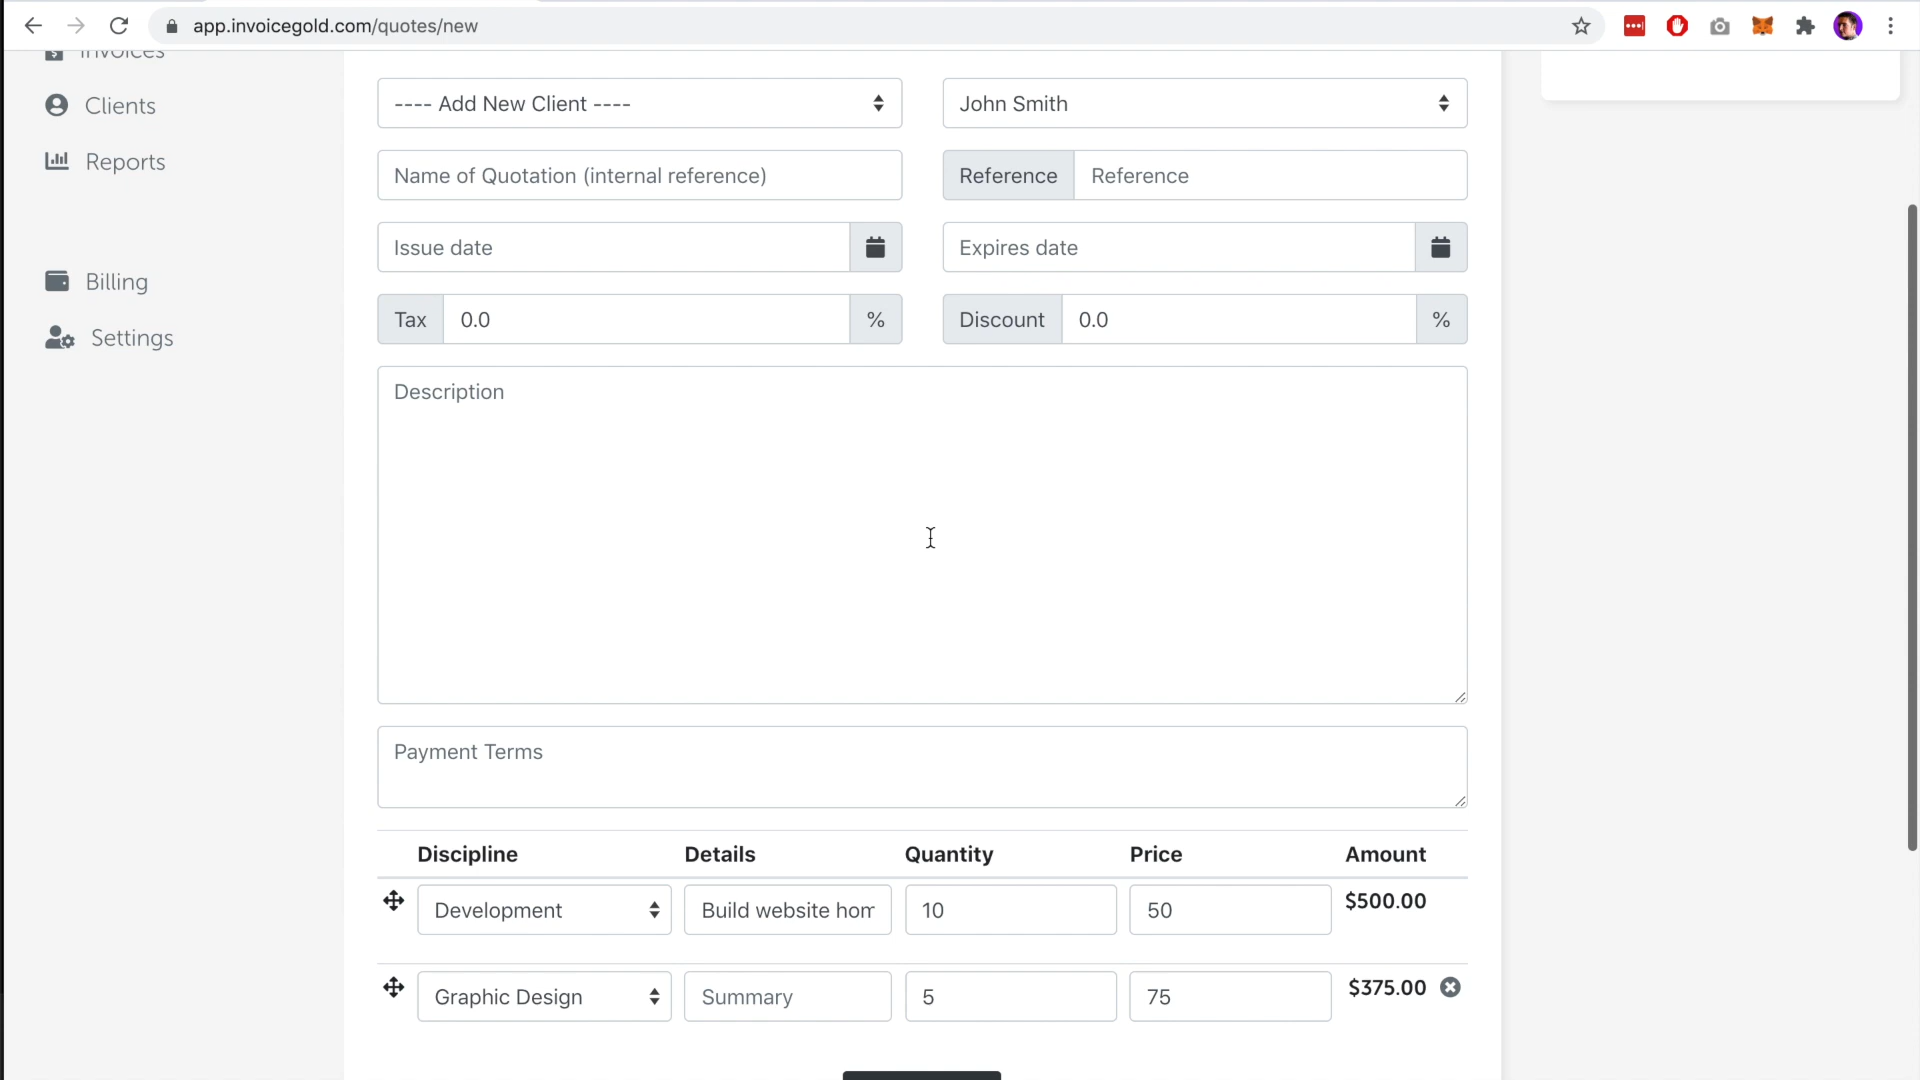 app.invoicegold.com/quotes/new
Invoices
Clients
Reports
Billing
Settings
---- Add New Client ----
John Smith
Name of Quotation (internal reference)
Reference Reference
Issue date
Expires date
Tax 0.0 %
Discount 0.0 %
Description
Payment Terms
Discipline Details Quantity Price Amount
Development Build website hom 10 50 $500.00
Graphic Design Summary 5 75 $375.00